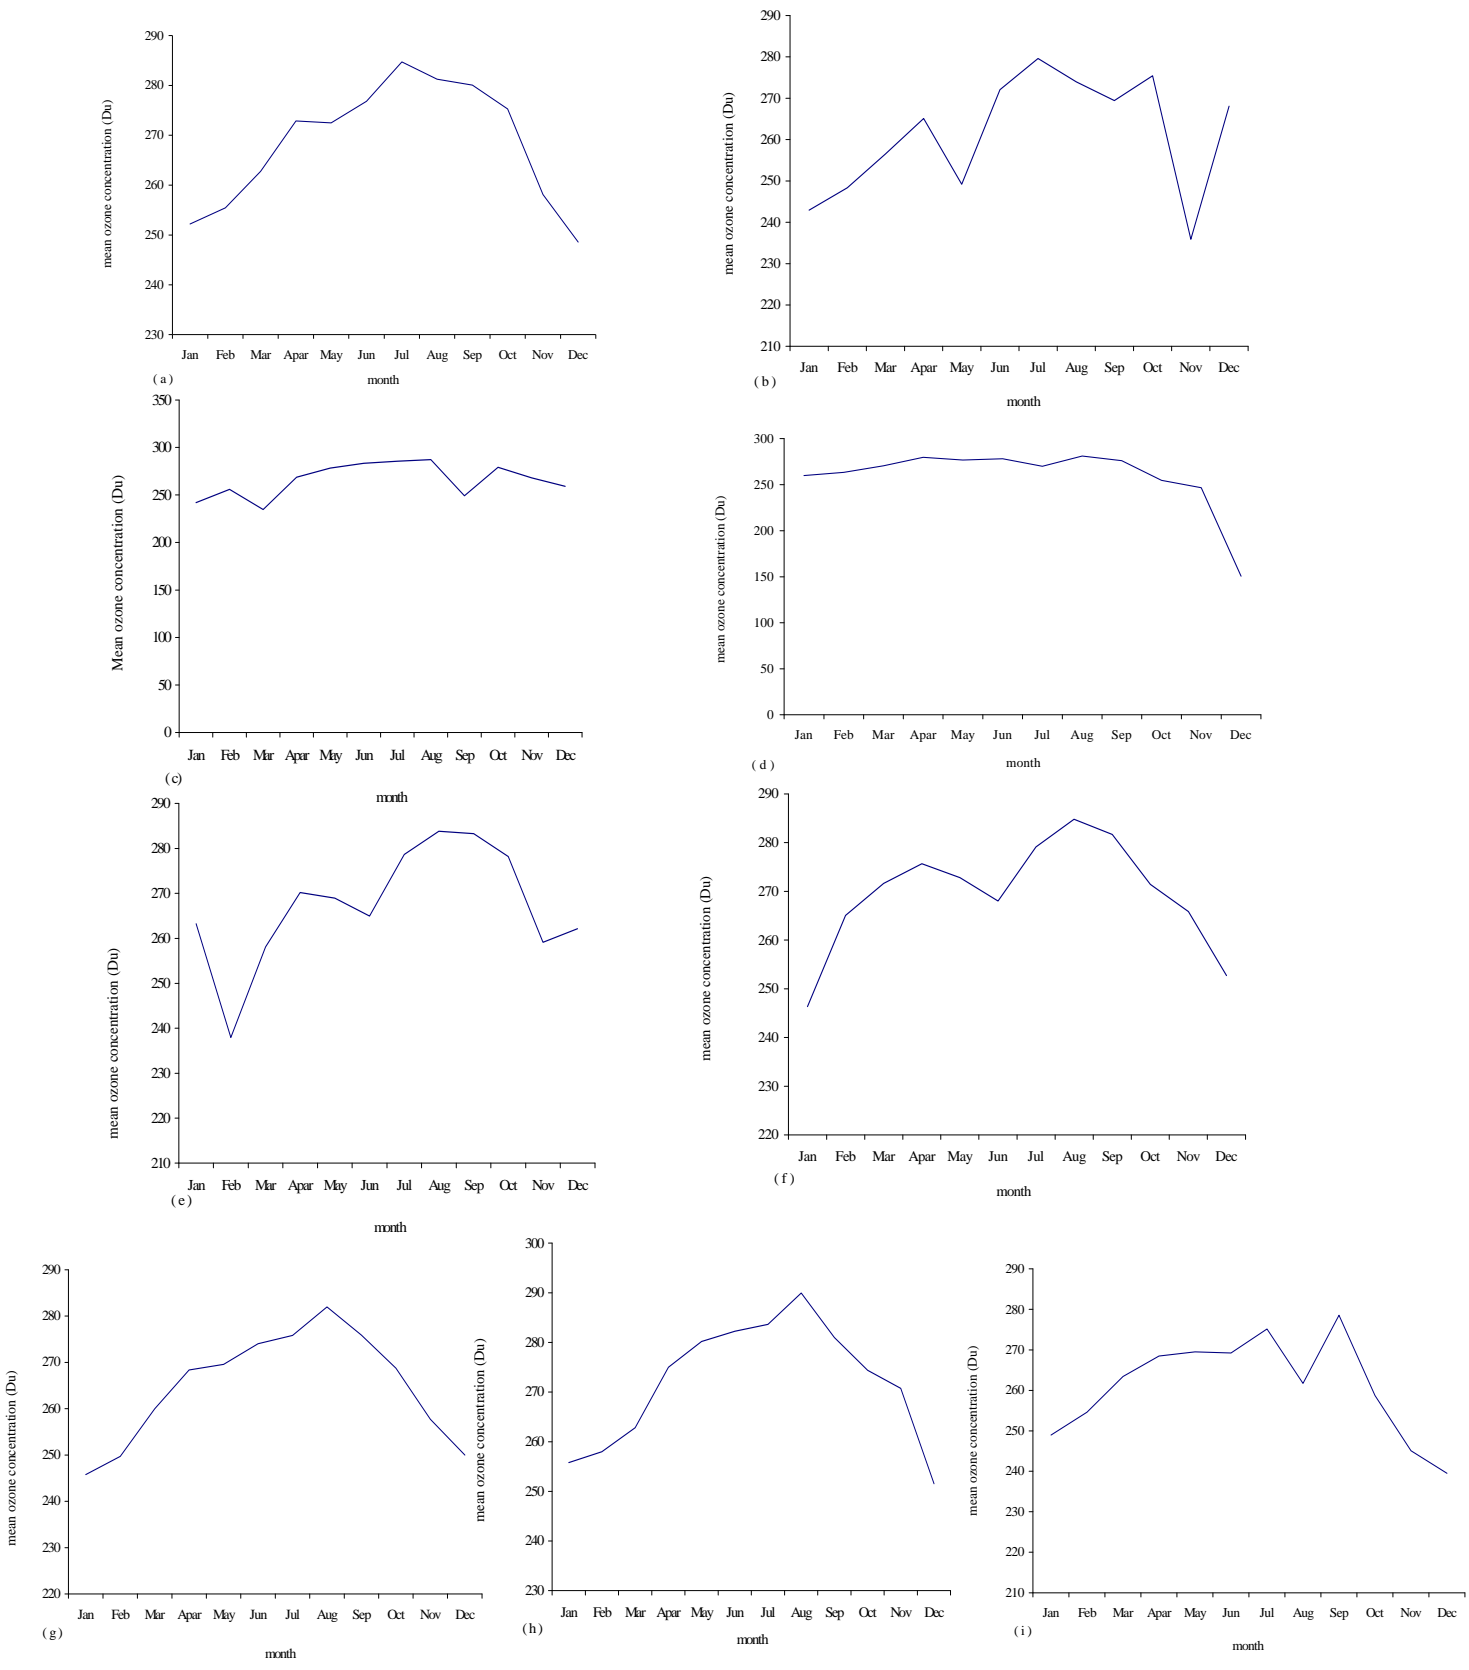 290
280
270
260
250
240
230
mean ozone concentration (Du)
Jan Feb Mar Apar May Jun Jul Aug Sep Oct Nov Dec
(a)
month
290
280
270
260
250
240
230
220
210
mean ozone concentration (Du)
Jan Feb Mar Apar May Jun Jul Aug Sep Oct Nov Dec
(b)
month
350
300
250
200
150
100
50
0
Mean ozone concentration (Du)
Jan Feb Mar Apar May Jun Jul Aug Sep Oct Nov Dec
(c)
month
300
250
200
150
100
50
0
mean ozone concentration (Du)
Jan Feb Mar Apar May Jun Jul Aug Sep Oct Nov Dec
(d)
month
290
280
270
260
250
240
230
220
210
mean ozone concentration (Du)
Jan Feb Mar Apar May Jun Jul Aug Sep Oct Nov Dec
(e)
month
290
280
270
260
250
240
230
220
mean ozone concentration (Du)
Jan Feb Mar Apar May Jun Jul Aug Sep Oct Nov Dec
(f)
month
290
280
270
260
250
240
230
220
mean ozone concentration (Du)
Jan Feb Mar Apar May Jun Jul Aug Sep Oct Nov Dec
(g)
month
300
290
280
270
260
250
240
230
mean ozone concentration (Du)
Jan Feb Mar Apar May Jun Jul Aug Sep Oct Nov Dec
(h)
month
290
280
270
260
250
240
230
220
210
mean ozone concentration (Du)
Jan Feb Mar Apar May Jun Jul Aug Sep Oct Nov Dec
(i)
month